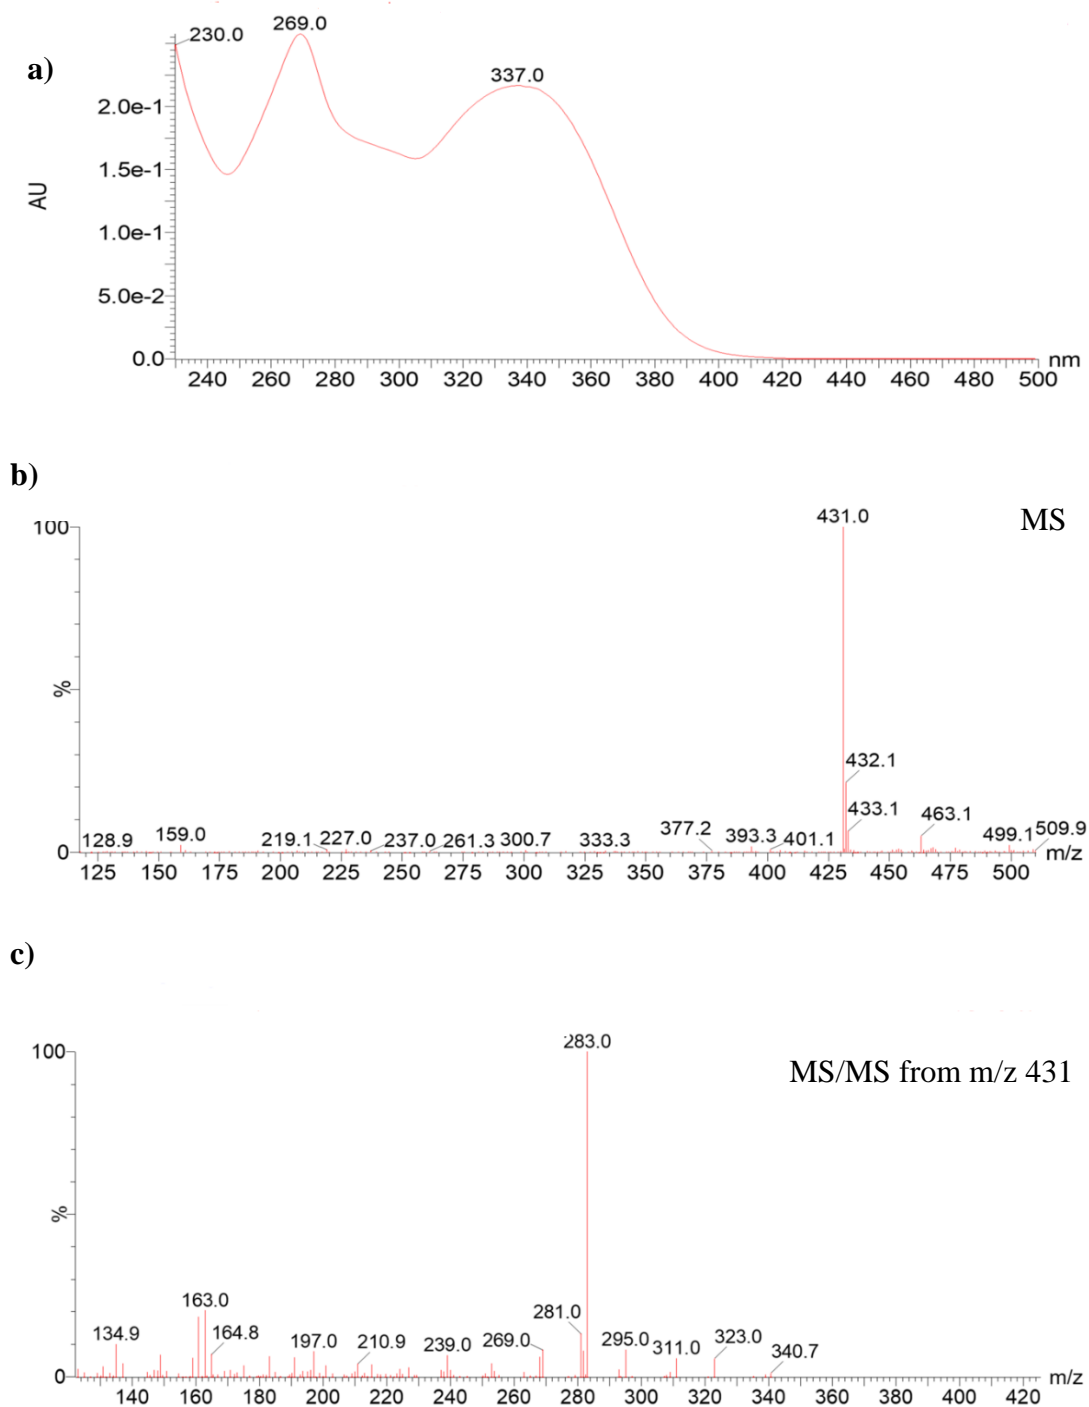 a)
230.0
269.0
337.0
2.0e-1
1.5e-1
AU
1.0e-1
5.0e-2
0.0
nm
240 260 280 300 320 340 360 380 400 420 440 460 480 500
b)
MS
100
431.0
%
432.1
433.1
463.1
128.9 159.0 219.1 227.0 237.0 261.3 300.7 333.3 377.2 393.3 401.1 499.1 509.9
0
m/z
125 150 175 200 225 250 275 300 325 350 375 400 425 450 475 500
c)
100
283.0
MS/MS from m/z 431
%
163.0
134.9 164.8 197.0 210.9 239.0 269.0 281.0 295.0 311.0 323.0 340.7
0
m/z
140 160 180 200 220 240 260 280 300 320 340 360 380 400 420